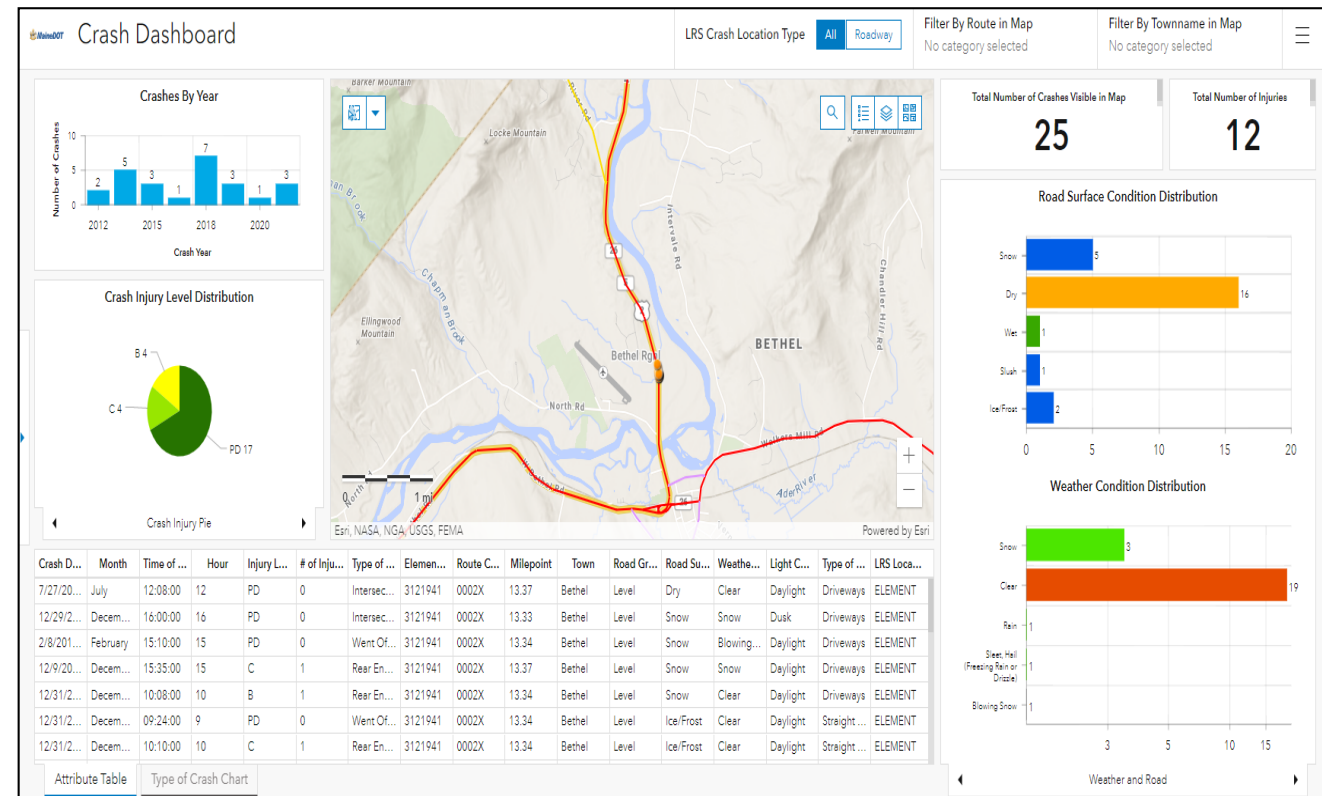 MaineDOT Crash Dashboard
LRS Crash Location Type All Roadway
Filter By Route in Map
No category selected
Filter By Townname in Map
No category selected
Crashes By Year
Number of Crashes
10
5
0
2 5 3 1 7 3 1 3
2012 2015 2018 2020
Crash Year
Crash Injury Level Distribution
B 4
C 4
PD 17
Crash Injury Pie
Barker Mountain
River Rd
Locke Mountain
Farwell Mountain
Intervale Rd
26
Chapman Brook
Chandler Hill Rd
Ellingwood
Mountain
BETHEL
Bethel Rgnl
North Rd
Walkers Mill Rd
W Bethel Rd
Alder River
26
North
0 1 mi
Esri, NASA, NGA, USGS, FEMA
Powered by Esri
Total Number of Crashes Visible in Map
25
Total Number of Injuries
12
Road Surface Condition Distribution
Snow 5
Dry 16
Wet 1
Slush 1
Ice/Frost 2
0 5 10 15 20
Weather Condition Distribution
Snow 3
Clear 19
Rain 1
Sleet, Hail
(Freezing Rain or
Drizzle)
1
Blowing Snow 1
3 5 10 15
Weather and Road
Crash D... Month Time of ... Hour Injury L... # of Inju... Type of ... Elemen... Route C... Milepoint Town Road Gr... Road Su... Weathe... Light C... Type of ... LRS Loca...
7/27/20... July 12:08:00 12 PD 0 Intersec... 3121941 0002X 13.37 Bethel Level Dry Clear Daylight Driveways ELEMENT
12/29/2... Decem... 16:00:00 16 PD 0 Intersec... 3121941 0002X 13.33 Bethel Level Snow Snow Dusk Driveways ELEMENT
2/8/201... February 15:10:00 15 PD 0 Went Of... 3121941 0002X 13.34 Bethel Level Snow Blowing... Daylight Driveways ELEMENT
12/9/20... Decem... 15:35:00 15 C 1 Rear En... 3121941 0002X 13.37 Bethel Level Snow Snow Daylight Driveways ELEMENT
12/31/2... Decem... 10:08:00 10 B 1 Rear En... 3121941 0002X 13.34 Bethel Level Snow Clear Daylight Driveways ELEMENT
12/31/2... Decem... 09:24:00 9 PD 0 Went Of... 3121941 0002X 13.34 Bethel Level Ice/Frost Clear Daylight Straight ... ELEMENT
12/31/2... Decem... 10:10:00 10 C 1 Rear En... 3121941 0002X 13.34 Bethel Level Ice/Frost Clear Daylight Straight ... ELEMENT
Attribute Table Type of Crash Chart